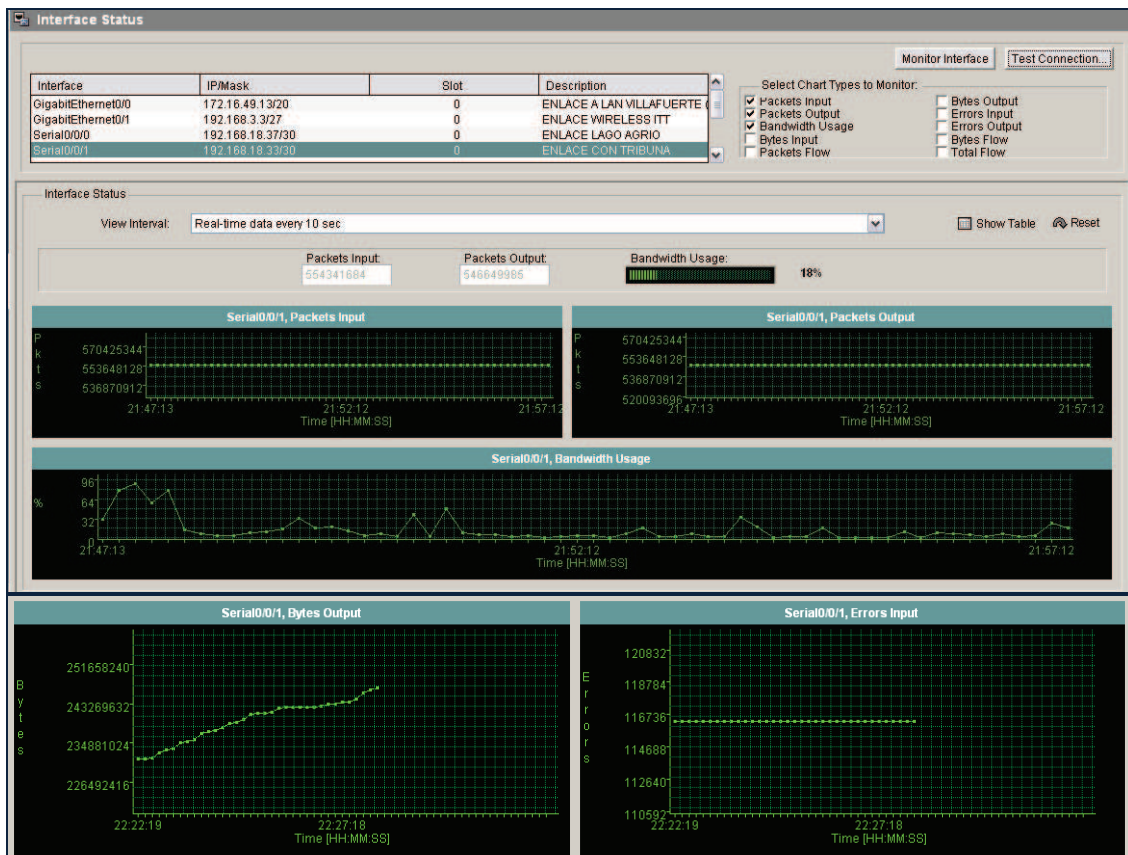 Interface Status
Monitor Interface Test Connection...
Interface IP/Mask Slot Description
GigabitEthernet0/0 172.16.49.13/20 0 ENLACE A LAN VILLAFUERTE (
GigabitEthernet0/1 192.168.3.3/27 0 ENLACE WIRELESS ITT
Serial0/0/0 192.168.18.37/30 0 ENLACE LAGO AGRIO
Serial0/0/1 192.168.18.33/30 0 ENLACE CON TRIBUNA
Select Chart Types to Monitor:
Packets Input Bytes Output
Packets Output Errors Input
Bandwidth Usage Errors Output
Bytes Input Bytes Flow
Packets Flow Total Flow
Interface Status
View Interval: Real-time data every 10 sec Show Table Reset
Packets Input: Packets Output: Bandwidth Usage:
554341684 546649985 18%
Serial0/0/1, Packets Input
Pkts
570425344
553648128
536870912
21:47:13 21:52:12 21:57:12
Time [HH:MM:SS]
Serial0/0/1, Packets Output
Pkts
570425344
553648128
536870912
520093696
21:47:13 21:52:12 21:57:12
Time [HH:MM:SS]
Serial0/0/1, Bandwidth Usage
%
96
64
32
0
21:47:13 21:52:12 21:57:12
Time [HH:MM:SS]
Serial0/0/1, Bytes Output
Bytes
251658240
243269632
234881024
226492416
22:22:19 22:27:18
Time [HH:MM:SS]
Serial0/0/1, Errors Input
Errors
120832
118784
116736
114688
112640
110592
22:22:19 22:27:18
Time [HH:MM:SS]